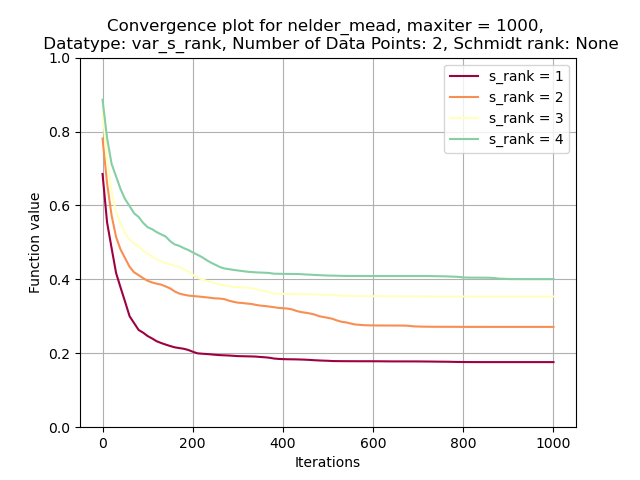 Convergence plot for nelder_mead, maxiter = 1000,
Datatype: var_s_rank, Number of Data Points: 2, Schmidt rank: None
1.0
0.8
0.6
0.4
0.2
0.0
Function value
s_rank = 1
s_rank = 2
s_rank = 3
s_rank = 4
0
200
400
600
800
1000
Iterations